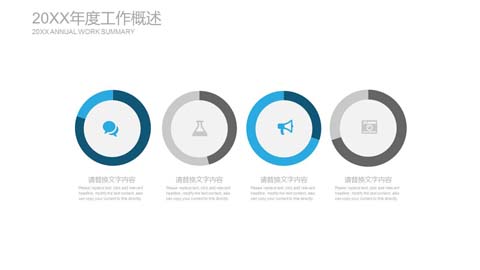 20XX年度工作概述
20XX ANNUAL WORK SUMMARY
请替换文字内容
Please replace text, click add relevant
headline, modify the text content, also
can copy your content to this directly.
请替换文字内容
Please replace text, click add relevant
headline, modify the text content, also
can copy your content to this directly.
请替换文字内容
Please replace text, click add relevant
headline, modify the text content, also
can copy your content to this directly.
请替换文字内容
Please replace text, click add relevant
headline, modify the text content, also
can copy your content to this directly.